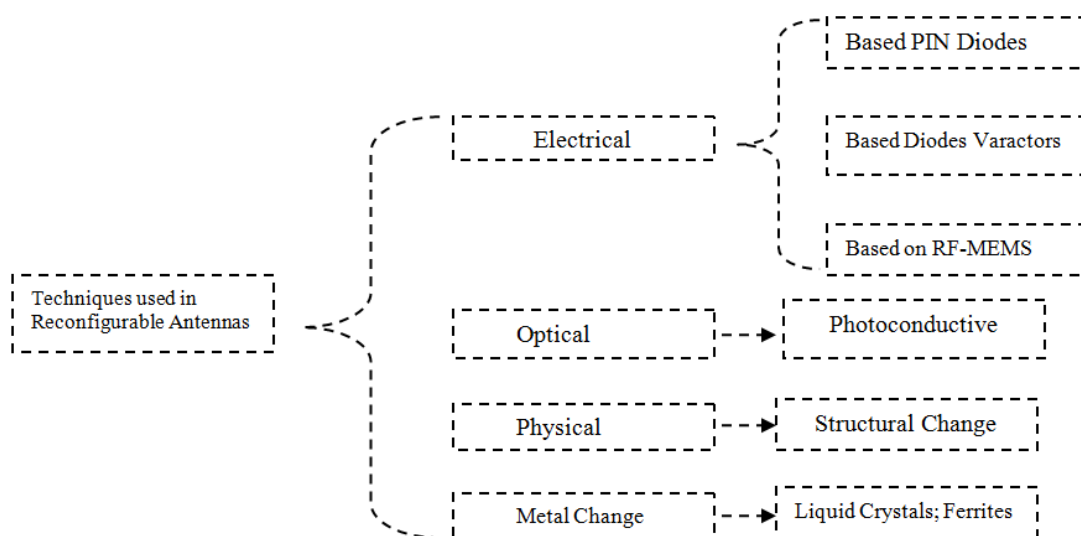 Techniques used in
Reconfigurable Antennas
Electrical
Based PIN Diodes
Based Diodes Varactors
Based on RF-MEMS
Optical
Photoconductive
Physical
Structural Change
Metal Change
Liquid Crystals; Ferrites